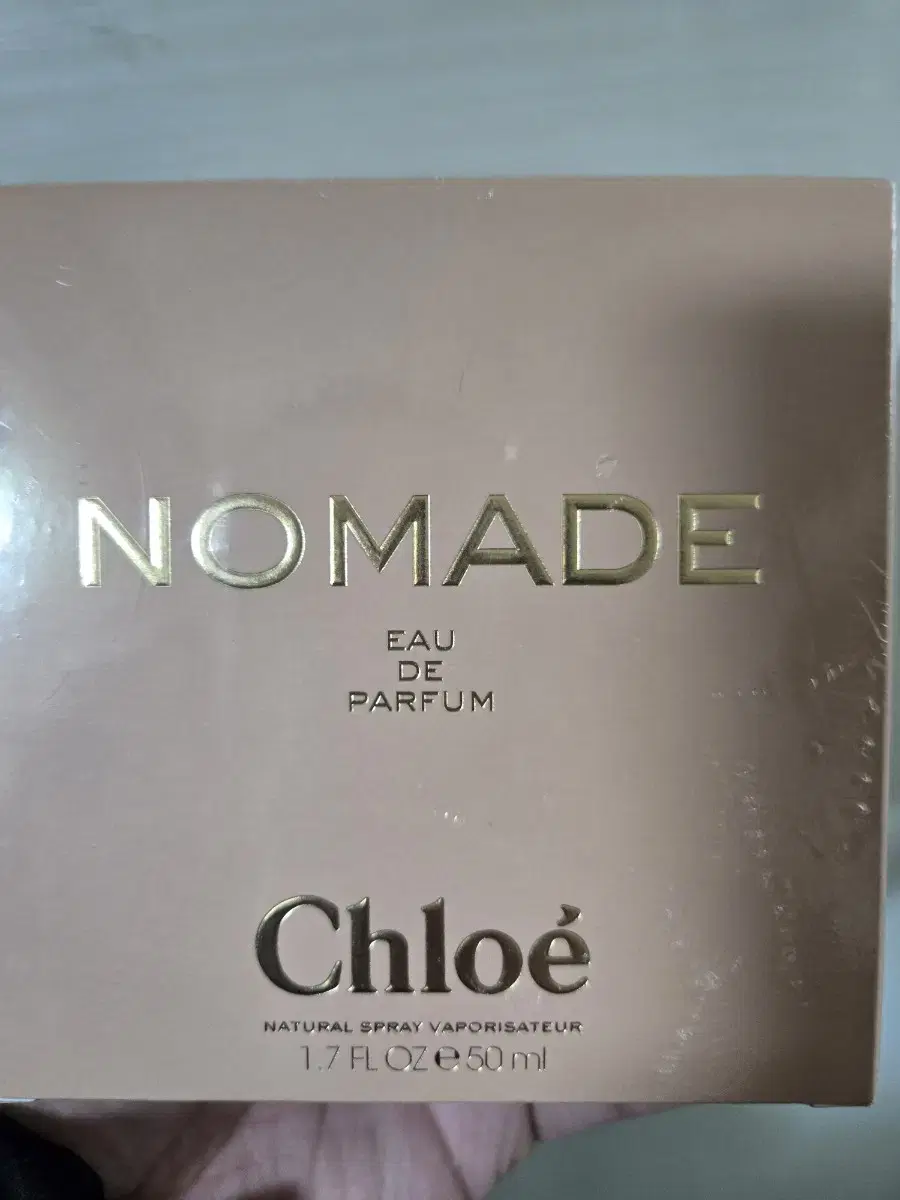 NOMADE
EAU
DE
PARFUM
Chloé
NATURAL SPRAY VAPORISATEUR
1.7 FL OZ e 50 ml